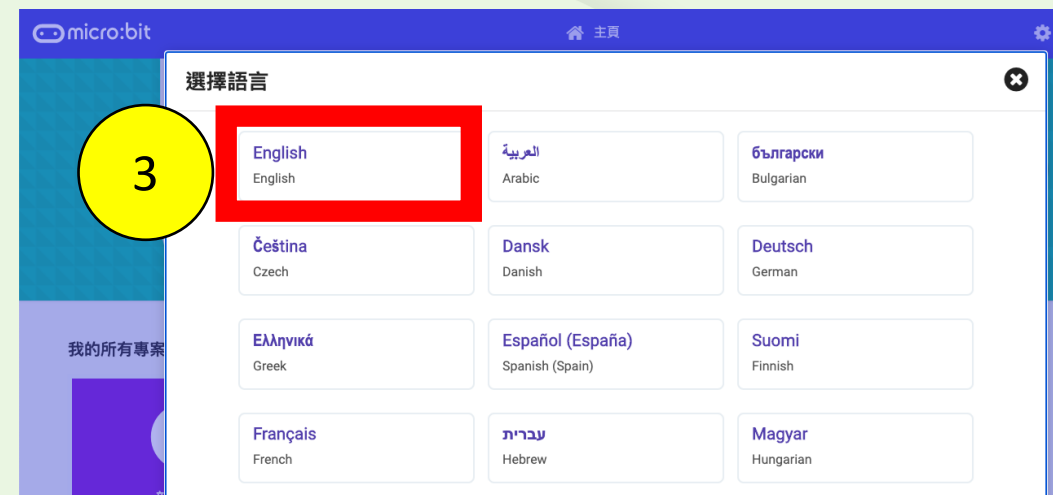 micro:bit
主頁
選擇語言
3
English
English
العربية
Arabic
български
Bulgarian
Čeština
Czech
Dansk
Danish
Deutsch
German
我的所有專案
Ελληνικά
Greek
Español (España)
Spanish (Spain)
Suomi
Finnish
Français
French
עברית
Hebrew
Magyar
Hungarian